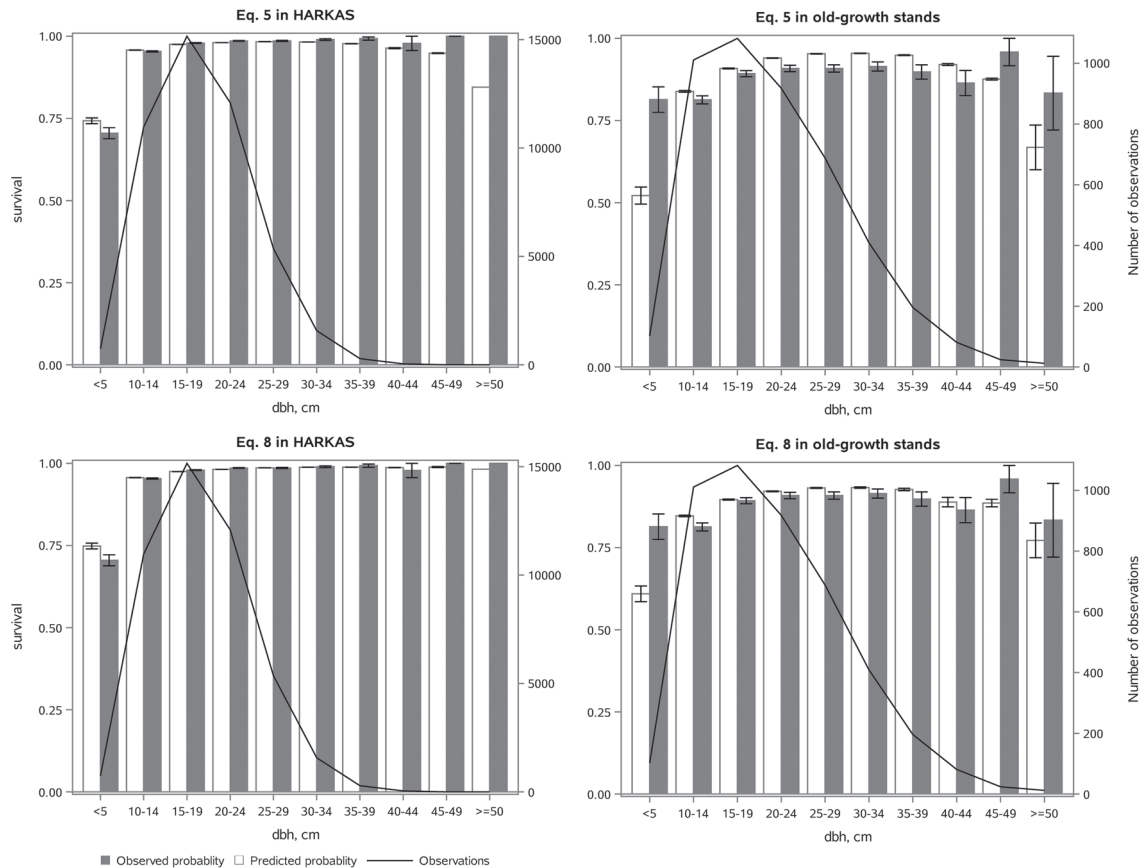 Eq. 5 in HARKAS
survival
1.00
0.75
0.50
0.25
0.00
15000
10000
5000
0
<5 10-14 15-19 20-24 25-29 30-34 35-39 40-44 45-49 >=50
dbh, cm
Eq. 5 in old-growth stands
1.00
0.75
0.50
0.25
0.00
1000
800
600
400
200
0
Number of observations
<5 10-14 15-19 20-24 25-29 30-34 35-39 40-44 45-49 >=50
dbh, cm
Eq. 8 in HARKAS
survival
1.00
0.75
0.50
0.25
0.00
15000
10000
5000
0
<5 10-14 15-19 20-24 25-29 30-34 35-39 40-44 45-49 >=50
dbh, cm
Eq. 8 in old-growth stands
1.00
0.75
0.50
0.25
0.00
1000
800
600
400
200
0
Number of observations
<5 10-14 15-19 20-24 25-29 30-34 35-39 40-44 45-49 >=50
dbh, cm
Observed probablity Predicted probablity Observations